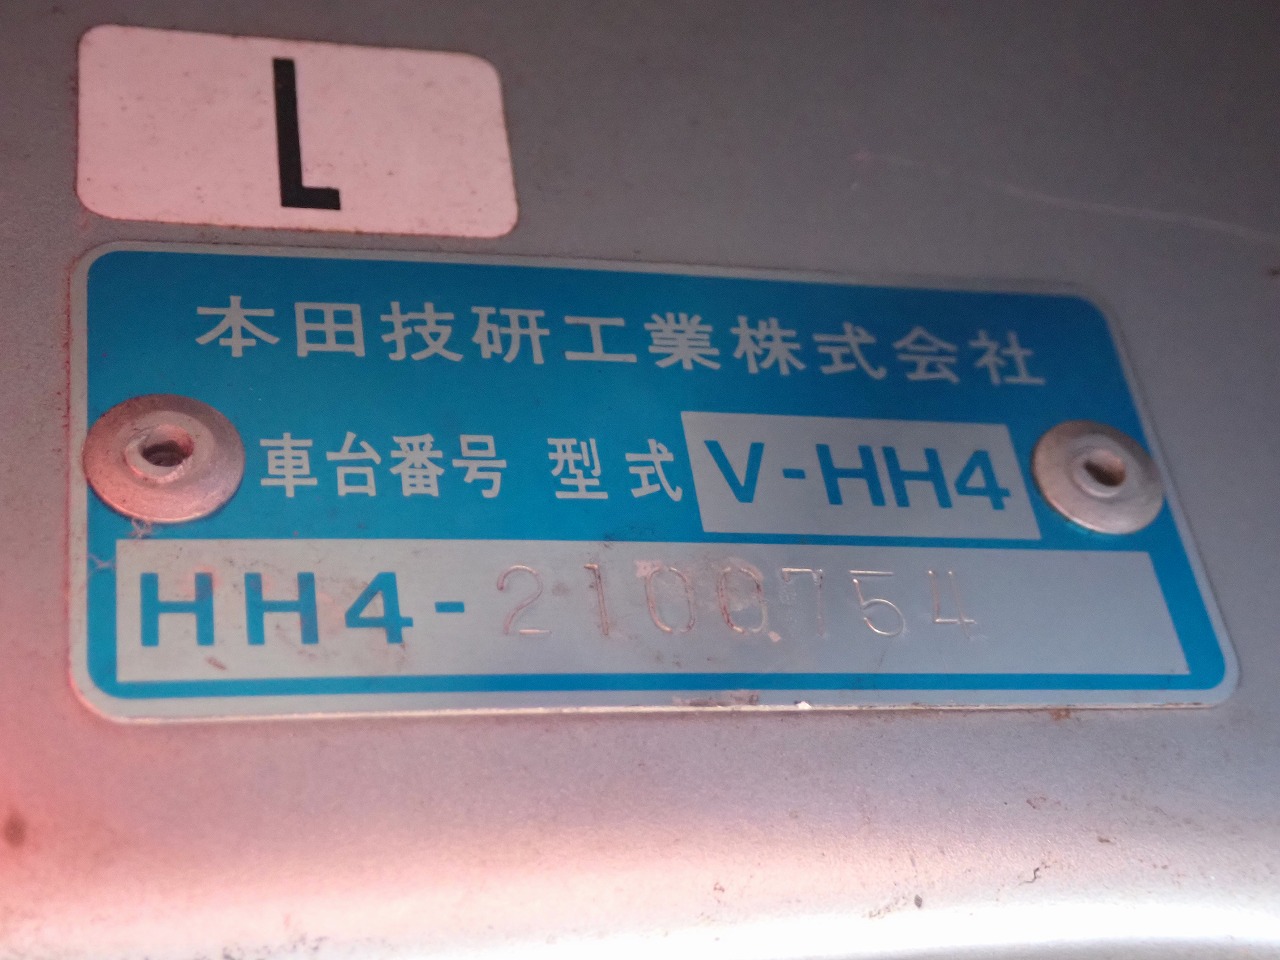 L
本田技研工業株式会社
車台番号 型式 V-HH4
HH4-2100754